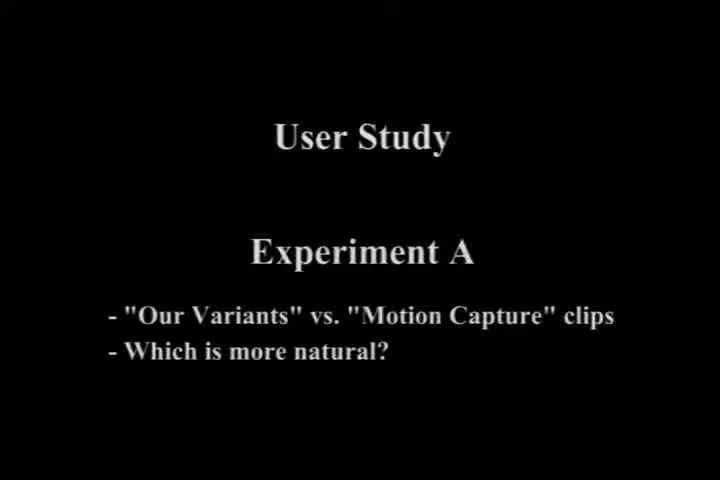 User Study
Experiment A
- "Our Variants" vs. "Motion Capture" clips
- Which is more natural?